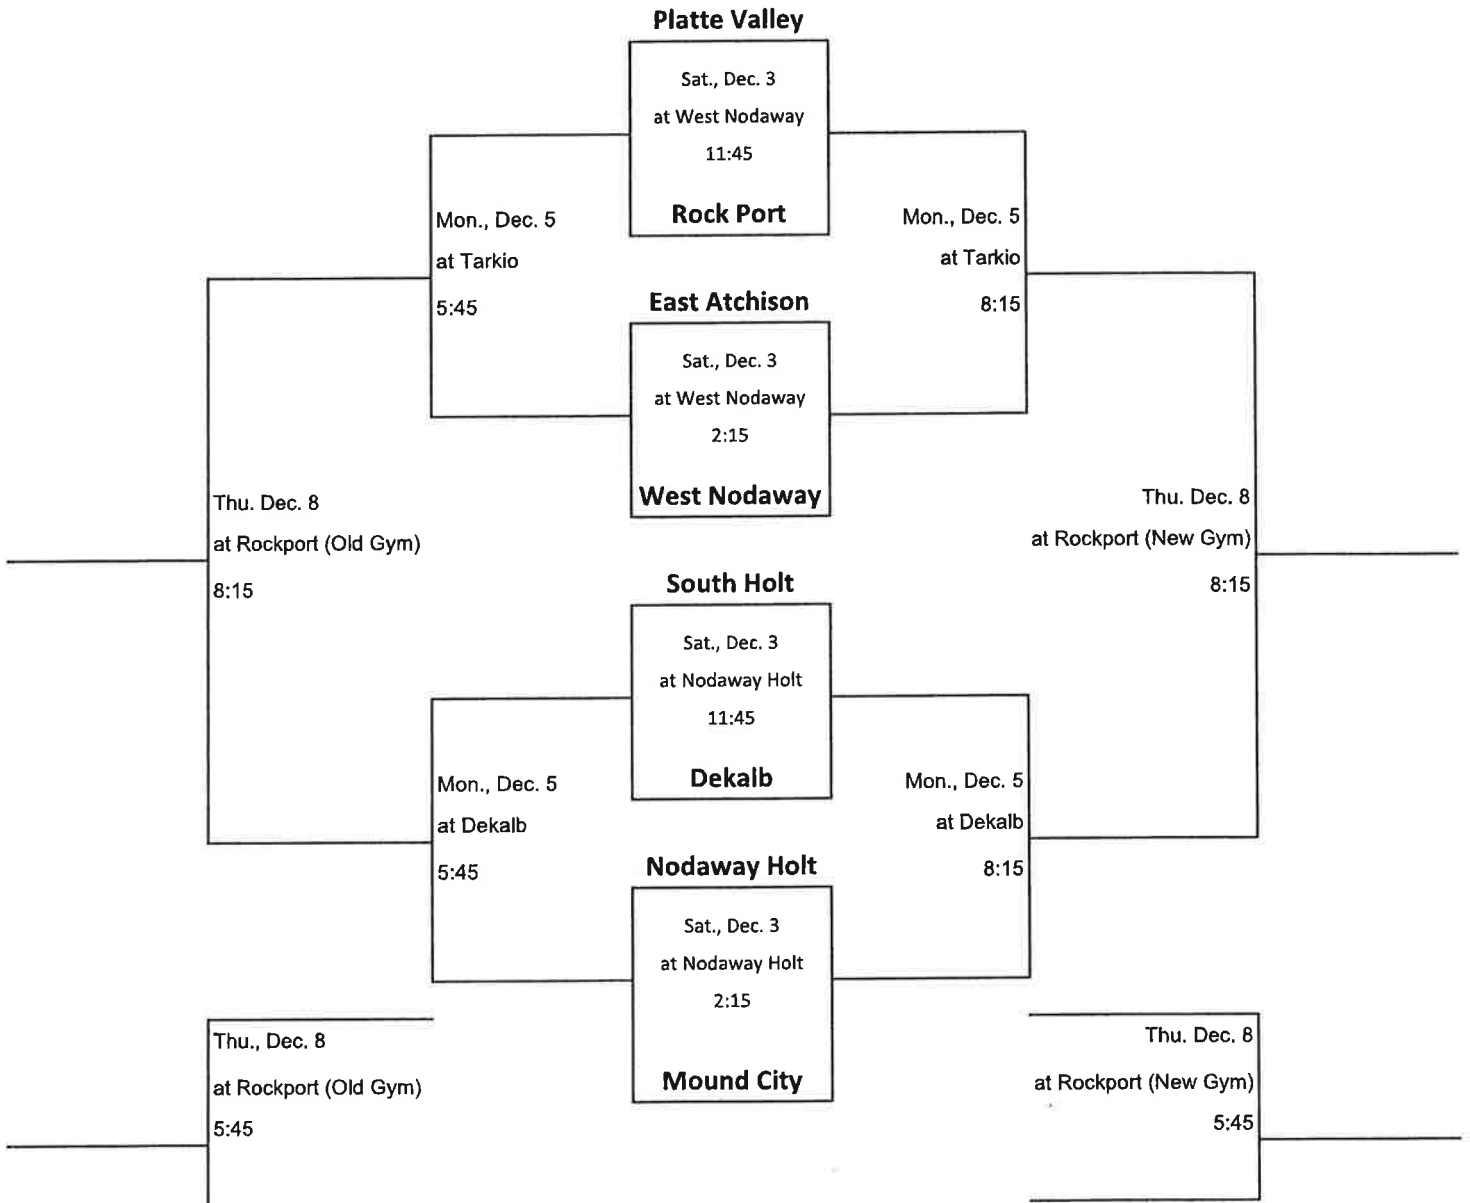 Platte Valley
Sat., Dec. 3
at West Nodaway
11:45
Rock Port
Mon., Dec. 5
at Tarkio
5:45
Mon., Dec. 5
at Tarkio
8:15
East Atchison
Sat., Dec. 3
at West Nodaway
2:15
West Nodaway
Thu. Dec. 8
at Rockport (Old Gym)
8:15
Thu. Dec. 8
at Rockport (New Gym)
8:15
South Holt
Sat., Dec. 3
at Nodaway Holt
11:45
Dekalb
Mon., Dec. 5
at Dekalb
5:45
Mon., Dec. 5
at Dekalb
8:15
Nodaway Holt
Sat., Dec. 3
at Nodaway Holt
2:15
Mound City
Thu., Dec. 8
at Rockport (Old Gym)
5:45
Thu. Dec. 8
at Rockport (New Gym)
5:45